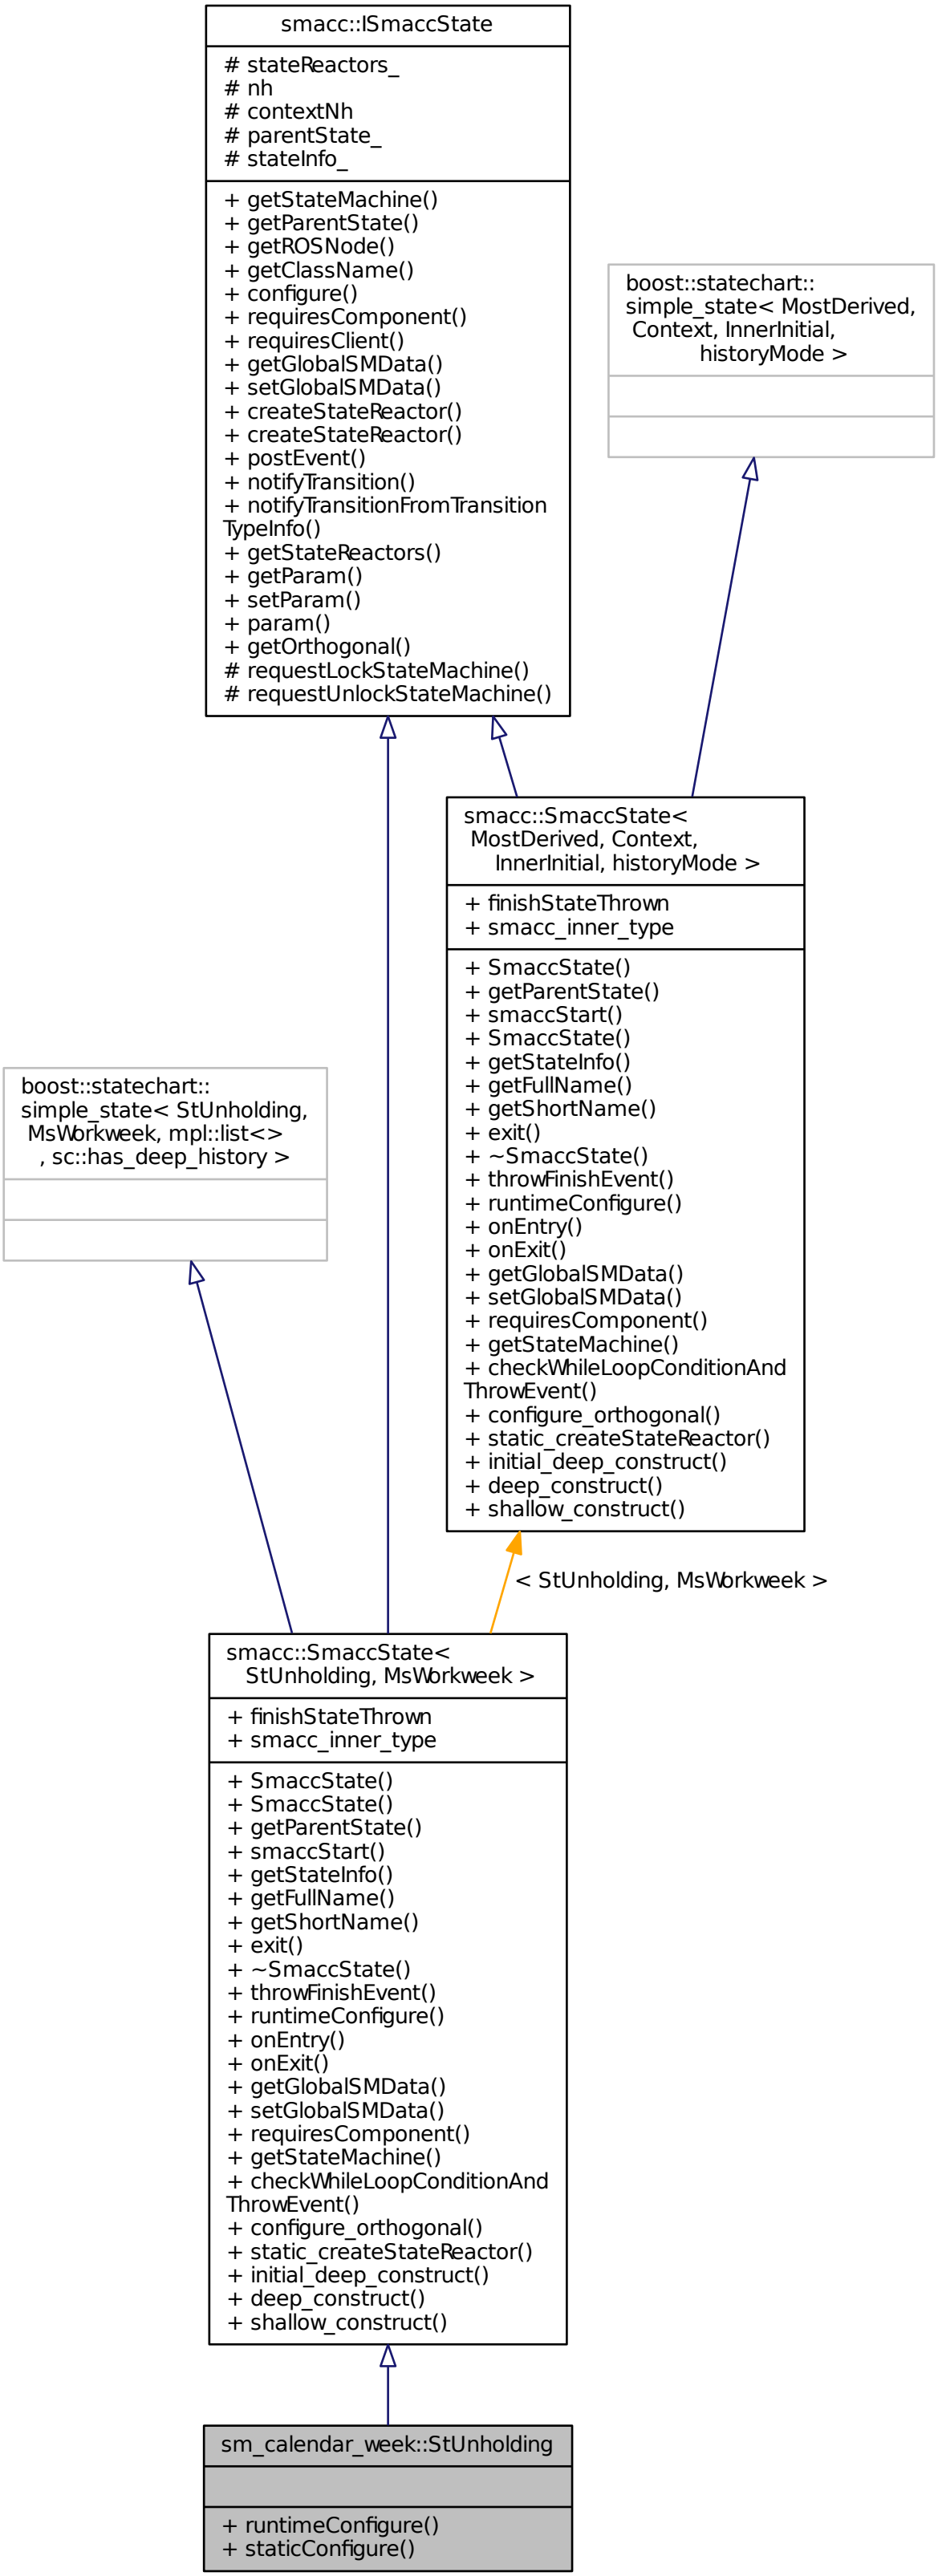 smacc::ISmaccState
# stateReactors_
# nh
# contextNh
# parentState_
# stateInfo_
+ getStateMachine()
+ getParentState()
+ getROSNode()
+ getClassName()
+ configure()
+ requiresComponent()
+ requiresClient()
+ getGlobalSMData()
+ setGlobalSMData()
+ createStateReactor()
+ createStateReactor()
+ postEvent()
+ notifyTransition()
+ notifyTransitionFromTransition
TypeInfo()
+ getStateReactors()
+ getParam()
+ setParam()
+ param()
+ getOrthogonal()
# requestLockStateMachine()
# requestUnlockStateMachine()
boost::statechart::
simple_state< MostDerived,
Context, InnerInitial,
historyMode >
smacc::SmaccState<
MostDerived, Context,
InnerInitial, historyMode >
+ finishStateThrown
+ smacc_inner_type
+ SmaccState()
+ getParentState()
+ smaccStart()
+ SmaccState()
+ getStateInfo()
+ getFullName()
+ getShortName()
+ exit()
+ ~SmaccState()
+ throwFinishEvent()
+ runtimeConfigure()
+ onEntry()
+ onExit()
+ getGlobalSMData()
+ setGlobalSMData()
+ requiresComponent()
+ getStateMachine()
+ checkWhileLoopConditionAnd
ThrowEvent()
+ configure_orthogonal()
+ static_createStateReactor()
+ initial_deep_construct()
+ deep_construct()
+ shallow_construct()
boost::statechart::
simple_state< StUnholding,
MsWorkweek, mpl::list<>
, sc::has_deep_history >
< StUnholding, MsWorkweek >
smacc::SmaccState<
StUnholding, MsWorkweek >
+ finishStateThrown
+ smacc_inner_type
+ SmaccState()
+ SmaccState()
+ getParentState()
+ smaccStart()
+ getStateInfo()
+ getFullName()
+ getShortName()
+ exit()
+ ~SmaccState()
+ throwFinishEvent()
+ runtimeConfigure()
+ onEntry()
+ onExit()
+ getGlobalSMData()
+ setGlobalSMData()
+ requiresComponent()
+ getStateMachine()
+ checkWhileLoopConditionAnd
ThrowEvent()
+ configure_orthogonal()
+ static_createStateReactor()
+ initial_deep_construct()
+ deep_construct()
+ shallow_construct()
sm_calendar_week::StUnholding
+ runtimeConfigure()
+ staticConfigure()